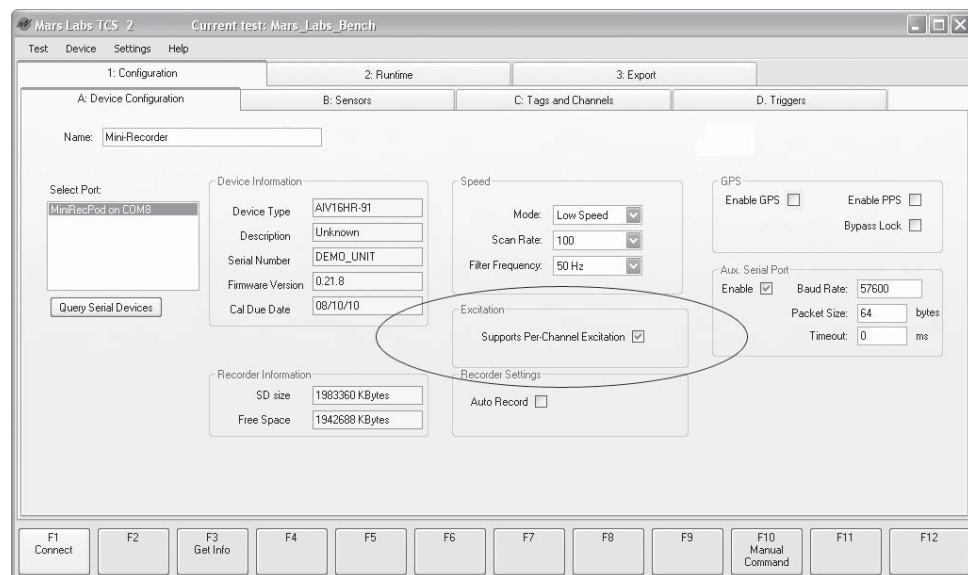 Mars Labs TCS 2 Current test: Mars_Labs_Bench
Test Device Settings Help
1: Configuration 2: Runtime 3: Export
A: Device Configuration B: Sensors C: Tags and Channels D. Triggers
Name: Mini-Recorder
Select Port:
MiniRecPod on COM8
Query Serial Devices
Device Information
Device Type AIV16HR-91
Description Unknown
Serial Number DEMO_UNIT
Firmware Version 0.21.8
Cal Due Date 08/10/10
Recorder Information
SD size 1983360 KBytes
Free Space 1942688 KBytes
Speed
Mode: Low Speed
Scan Rate: 100
Filter Frequency: 50 Hz
Excitation
Supports Per-Channel Excitation
Recorder Settings
Auto Record
GPS
Enable GPS Enable PPS
Bypass Lock
Aux. Serial Port
Enable Baud Rate: 57600
Packet Size: 64 bytes
Timeout: 0 ms
F1 Connect
F2
F3 Get Info
F4
F5
F6
F7
F8
F9
F10 Manual Command
F11
F12